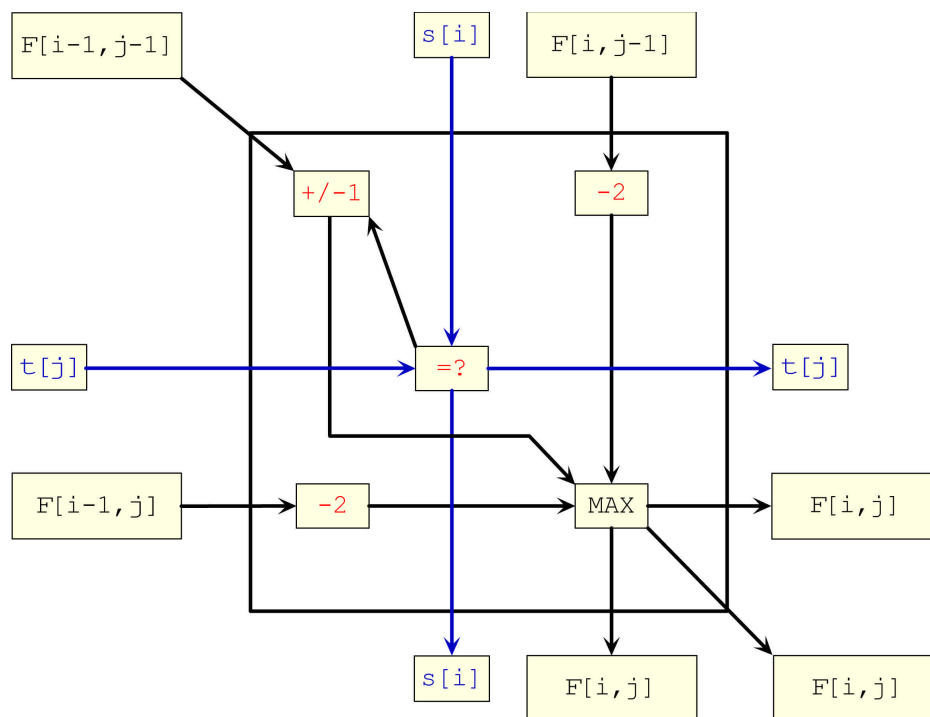 F[i-1,j-1]
s[i]
F[i,j-1]
+/-1
-2
t[j]
=?
t[j]
F[i-1,j]
-2
MAX
F[i,j]
s[i]
F[i,j]
F[i,j]